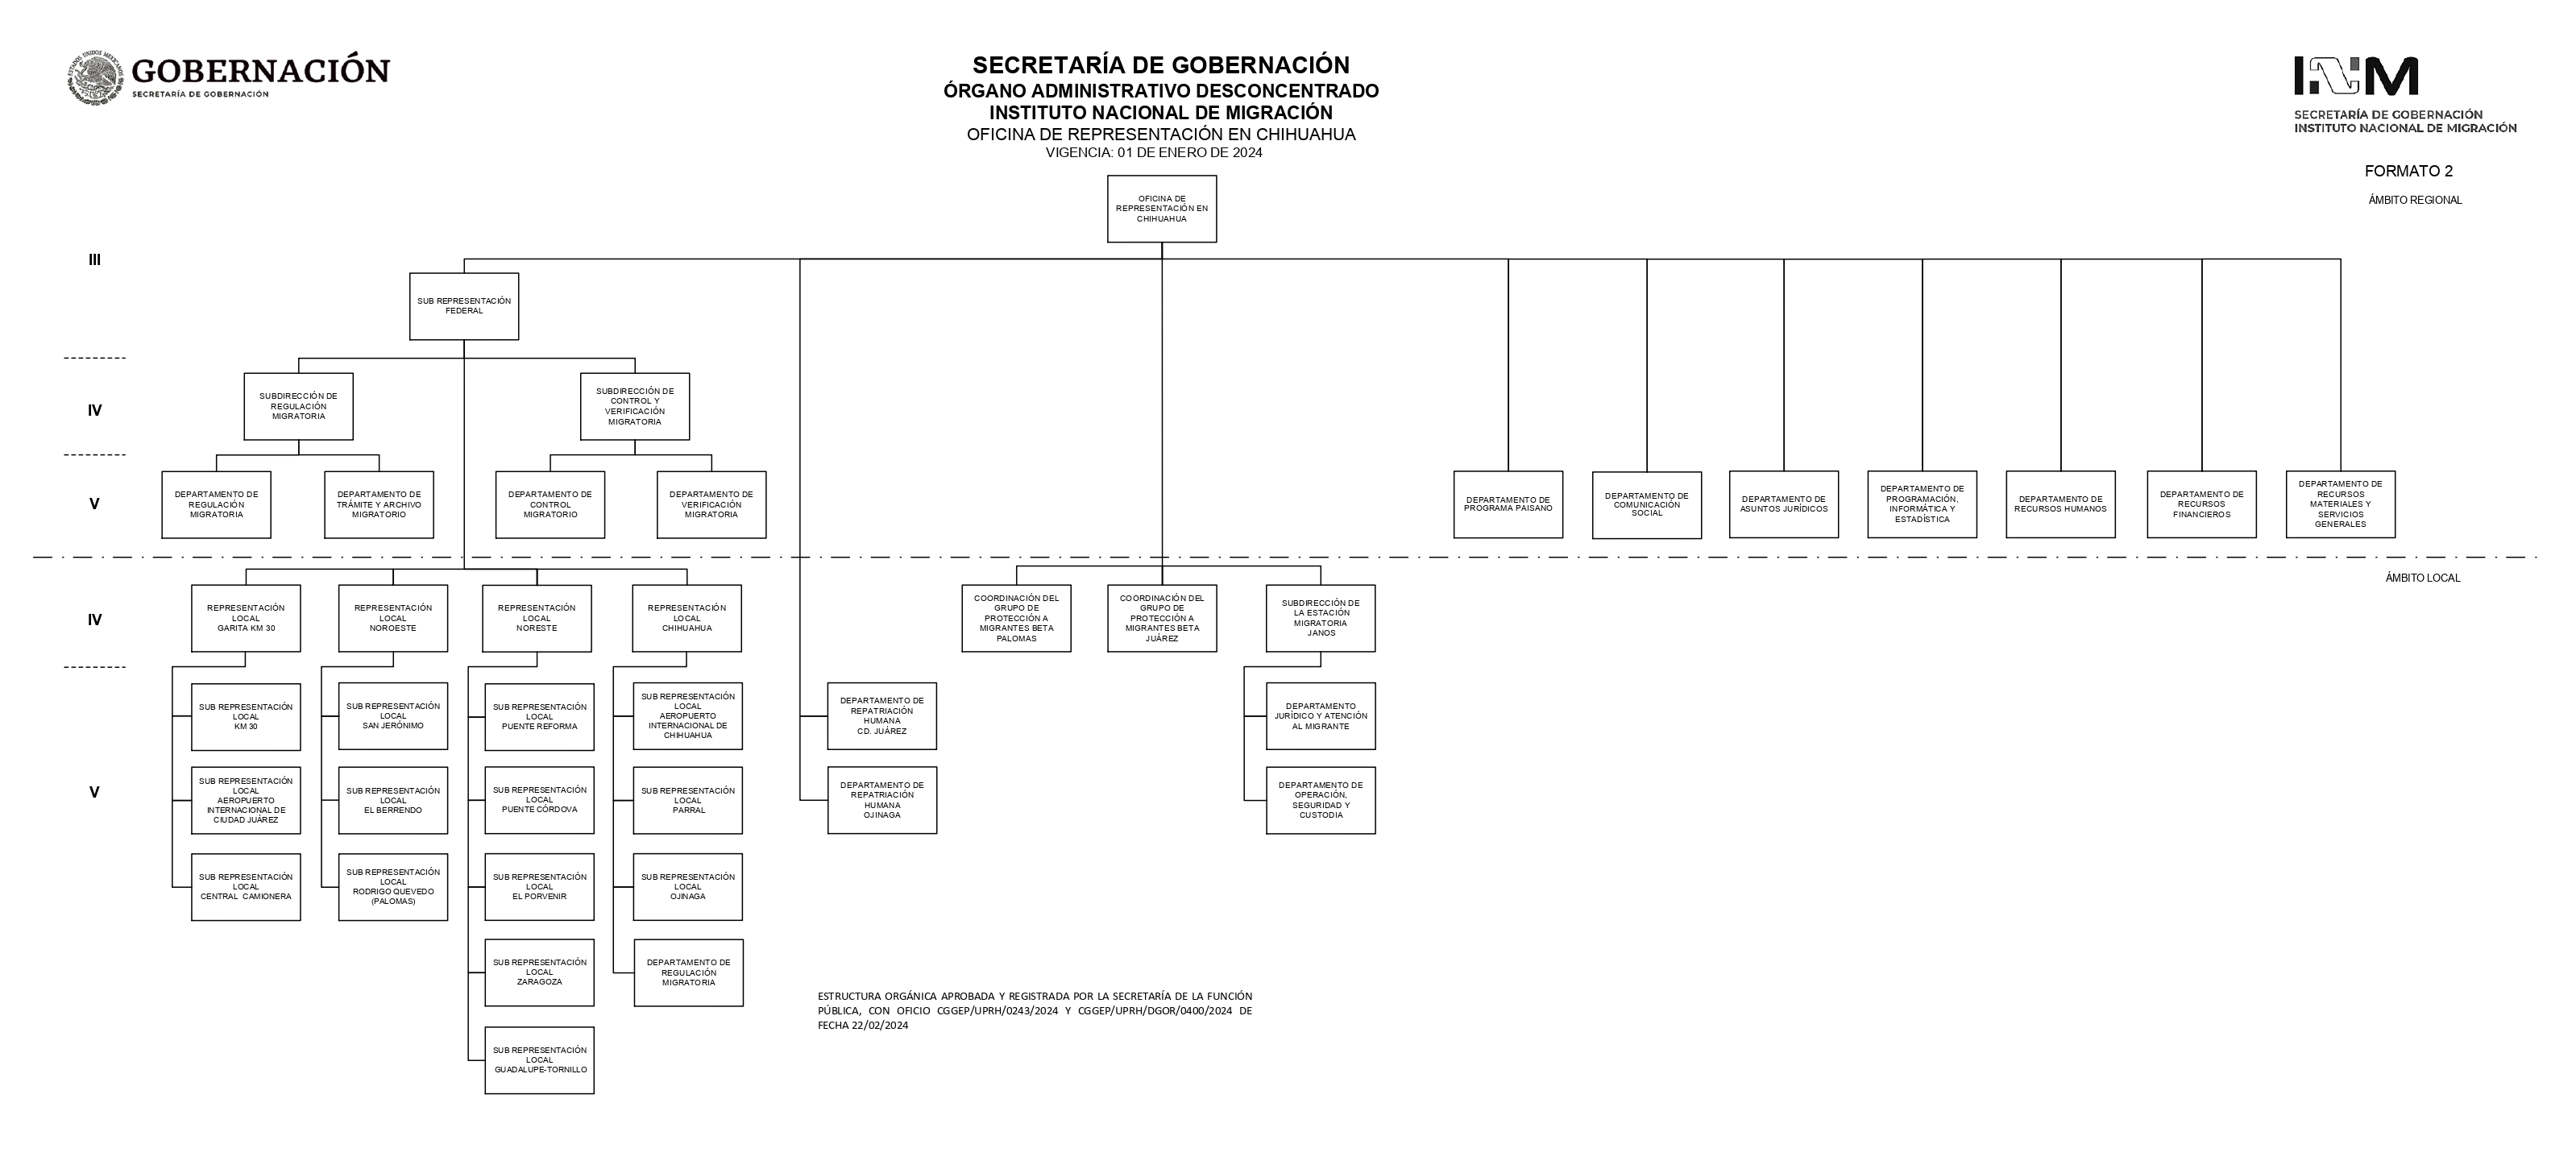 ESTADOS UNIDOS MEXICANOS
GOBERNACIÓN
SECRETARÍA DE GOBERNACIÓN
SECRETARÍA DE GOBERNACIÓN
ÓRGANO ADMINISTRATIVO DESCONCENTRADO
INSTITUTO NACIONAL DE MIGRACIÓN
OFICINA DE REPRESENTACIÓN EN CHIHUAHUA
VIGENCIA: 01 DE ENERO DE 2024
INM
SECRETARÍA DE GOBERNACIÓN
INSTITUTO NACIONAL DE MIGRACIÓN
FORMATO 2
ÁMBITO REGIONAL
OFICINA DE
REPRESENTACIÓN EN
CHIHUAHUA
III
SUB REPRESENTACIÓN
FEDERAL
IV
SUBDIRECCIÓN DE
REGULACIÓN
MIGRATORIA
SUBDIRECCIÓN DE
CONTROL Y
VERIFICACIÓN
MIGRATORIA
V
DEPARTAMENTO DE
REGULACIÓN
MIGRATORIA
DEPARTAMENTO DE
TRÁMITE Y ARCHIVO
MIGRATORIO
DEPARTAMENTO DE
CONTROL
MIGRATORIO
DEPARTAMENTO DE
VERIFICACIÓN
MIGRATORIA
DEPARTAMENTO DE
PROGRAMA PAISANO
DEPARTAMENTO DE
COMUNICACIÓN
SOCIAL
DEPARTAMENTO DE
ASUNTOS JURÍDICOS
DEPARTAMENTO DE
PROGRAMACIÓN,
INFORMÁTICA Y
ESTADÍSTICA
DEPARTAMENTO DE
RECURSOS HUMANOS
DEPARTAMENTO DE
RECURSOS
FINANCIEROS
DEPARTAMENTO DE
RECURSOS
MATERIALES Y
SERVICIOS
GENERALES
ÁMBITO LOCAL
IV
REPRESENTACIÓN
LOCAL
GARITA KM 30
REPRESENTACIÓN
LOCAL
NOROESTE
REPRESENTACIÓN
LOCAL
NORESTE
REPRESENTACIÓN
LOCAL
CHIHUAHUA
COORDINACIÓN DEL
GRUPO DE
PROTECCIÓN A
MIGRANTES BETA
PALOMAS
COORDINACIÓN DEL
GRUPO DE
PROTECCIÓN A
MIGRANTES BETA
JUÁREZ
SUBDIRECCIÓN DE
LA ESTACIÓN
MIGRATORIA
JANOS
V
SUB REPRESENTACIÓN
LOCAL
KM 30
SUB REPRESENTACIÓN
LOCAL
SAN JERÓNIMO
SUB REPRESENTACIÓN
LOCAL
PUENTE REFORMA
SUB REPRESENTACIÓN
LOCAL
AEROPUERTO
INTERNACIONAL DE
CHIHUAHUA
DEPARTAMENTO DE
REPATRIACIÓN
HUMANA
CD. JUÁREZ
DEPARTAMENTO
JURÍDICO Y ATENCIÓN
AL MIGRANTE
SUB REPRESENTACIÓN
LOCAL
AEROPUERTO
INTERNACIONAL DE
CIUDAD JUÁREZ
SUB REPRESENTACIÓN
LOCAL
EL BERRENDO
SUB REPRESENTACIÓN
LOCAL
PUENTE CÓRDOVA
SUB REPRESENTACIÓN
LOCAL
PARRAL
DEPARTAMENTO DE
REPATRIACIÓN
HUMANA
OJINAGA
DEPARTAMENTO DE
OPERACIÓN,
SEGURIDAD Y
CUSTODIA
SUB REPRESENTACIÓN
LOCAL
CENTRAL CAMIONERA
SUB REPRESENTACIÓN
LOCAL
RODRIGO QUEVEDO
(PALOMAS)
SUB REPRESENTACIÓN
LOCAL
EL PORVENIR
SUB REPRESENTACIÓN
LOCAL
OJINAGA
SUB REPRESENTACIÓN
LOCAL
ZARAGOZA
DEPARTAMENTO DE
REGULACIÓN
MIGRATORIA
SUB REPRESENTACIÓN
LOCAL
GUADALUPE-TORNILLO
ESTRUCTURA ORGÁNICA APROBADA Y REGISTRADA POR LA SECRETARÍA DE LA FUNCIÓN
PÚBLICA, CON OFICIO CGGEP/UPRH/0243/2024 Y CGGEP/UPRH/DGOR/0400/2024 DE
FECHA 22/02/2024